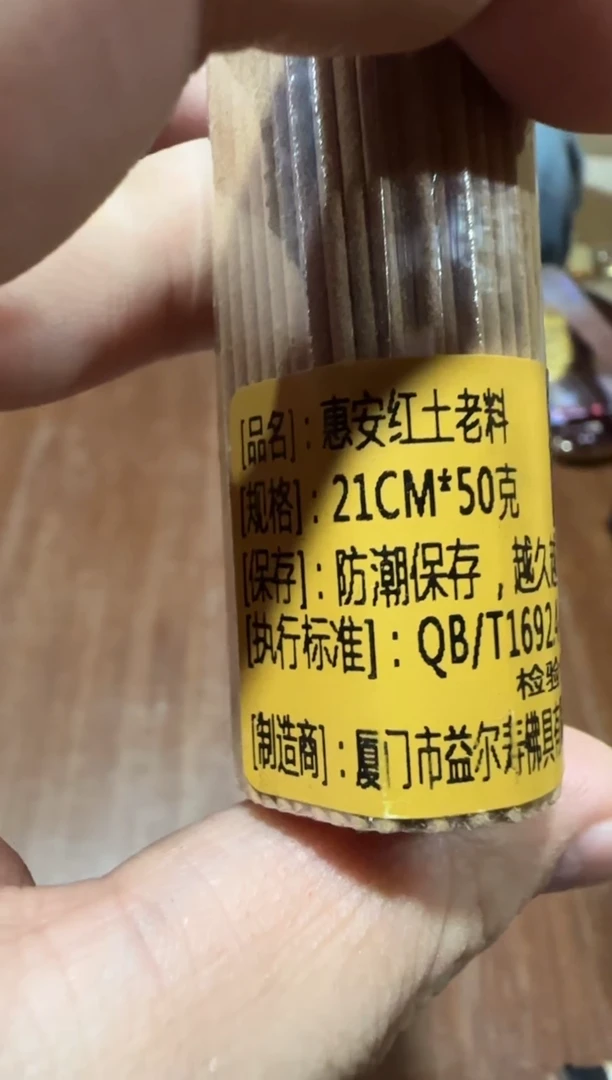 [品名]：惠安红土老料
[规格]：21CM*50克
[保存]：防潮保存，越久
[执行标准]：QB/T1692
检验
[制造商]：厦门市益尔寿佛具